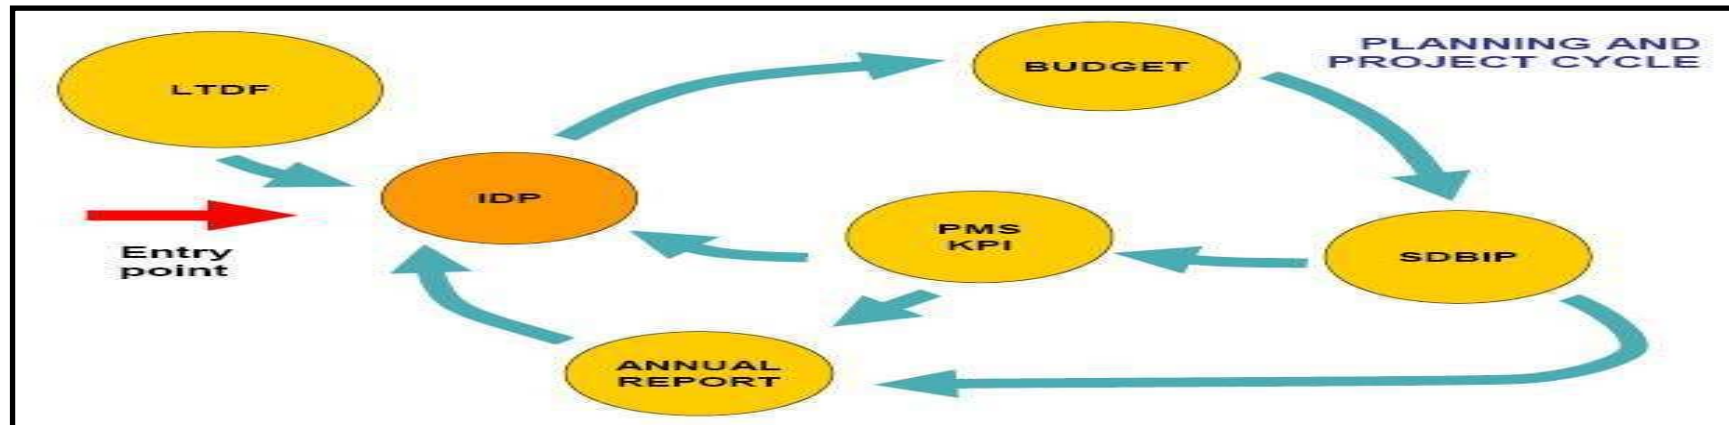 PLANNING AND
PROJECT CYCLE
LTDF
BUDGET
IDP
Entry
point
PMS
KPI
SDBIP
ANNUAL
REPORT